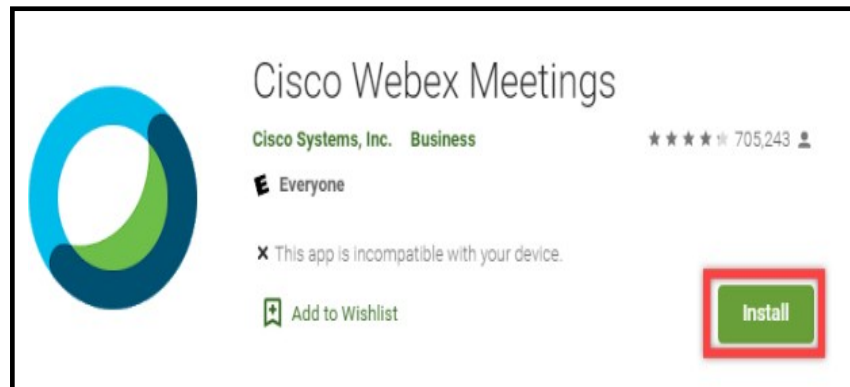 Cisco Webex Meetings
Cisco Systems, Inc. Business 705,243
E Everyone
This app is incompatible with your device.
Add to Wishlist
Install